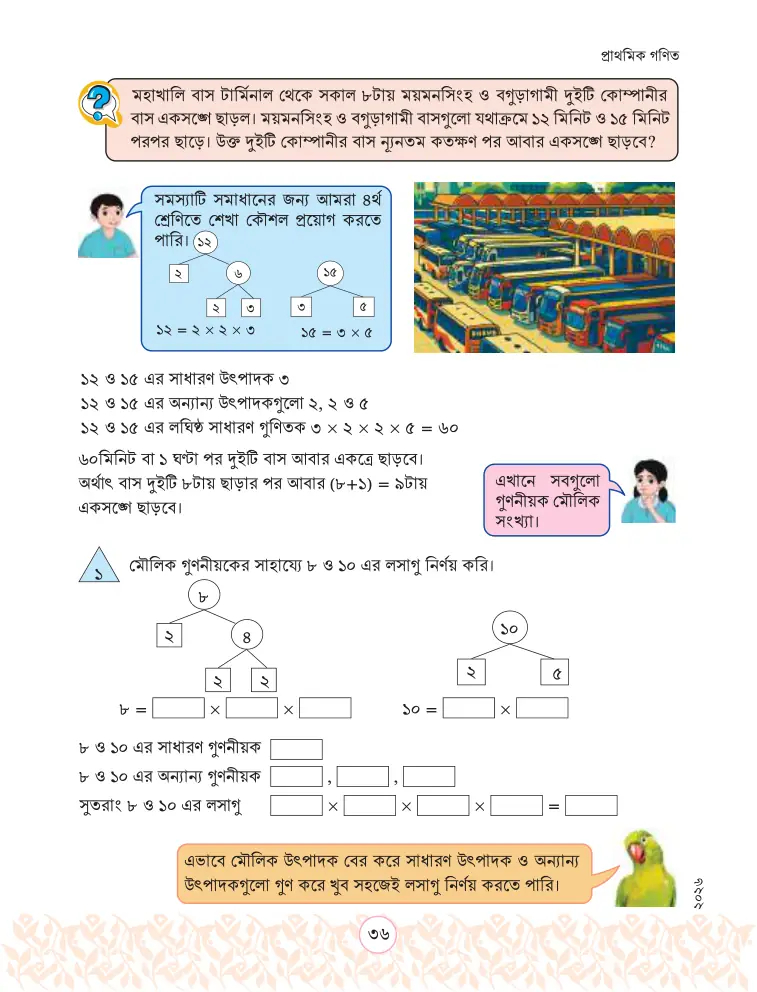 প্রাথমিক গণিত
মহাখালি বাস টার্মিনাল থেকে সকাল ৮টায় ময়মনসিংহ ও বগুড়াগামী দুইটি কোম্পানীর
বাস একসঙ্গে ছাড়ল। ময়মনসিংহ ও বগুড়াগামী বাসগুলো যথাক্রমে ১২ মিনিট ও ১৫ মিনিট
পরপর ছাড়ে। উক্ত দুইটি কোম্পানীর বাস ন্যূনতম কতক্ষণ পর আবার একসঙ্গে ছাড়বে?
সমস্যাটি সমাধানের জন্য আমরা ৪র্থ
শ্রেণিতে শেখা কৌশল প্রয়োগ করতে
পারি। ১২
২ ৬ ১৫
২ ৩ ৩ ৫
১২ = ২ × ২ × ৩ ১৫ = ৩ × ৫
১২ ও ১৫ এর সাধারণ উৎপাদক ৩
১২ ও ১৫ এর অন্যান্য উৎপাদকগুলো ২, ২ ও ৫
১২ ও ১৫ এর লঘিষ্ঠ সাধারণ গুণিতক ৩ × ২ × ২ × ৫ = ৬০
৬০মিনিট বা ১ ঘণ্টা পর দুইটি বাস আবার একত্রে ছাড়বে।
অর্থাৎ বাস দুইটি ৮টায় ছাড়ার পর আবার (৮+১) = ৯টায়
একসঙ্গে ছাড়বে।
এখানে সবগুলো
গুণনীয়ক মৌলিক
সংখ্যা।
১ মৌলিক গুণনীয়কের সাহায্যে ৮ ও ১০ এর লসাগু নির্ণয় করি।
৮
২ ৪
২ ২
১০
২ ৫
৮ = × × ১০ = ×
৮ ও ১০ এর সাধারণ গুণনীয়ক
৮ ও ১০ এর অন্যান্য গুণনীয়ক , ,
সুতরাং ৮ ও ১০ এর লসাগু × × × =
এভাবে মৌলিক উৎপাদক বের করে সাধারণ উৎপাদক ও অন্যান্য
উৎপাদকগুলো গুণ করে খুব সহজেই লসাগু নির্ণয় করতে পারি।
২০২৬
৩৬